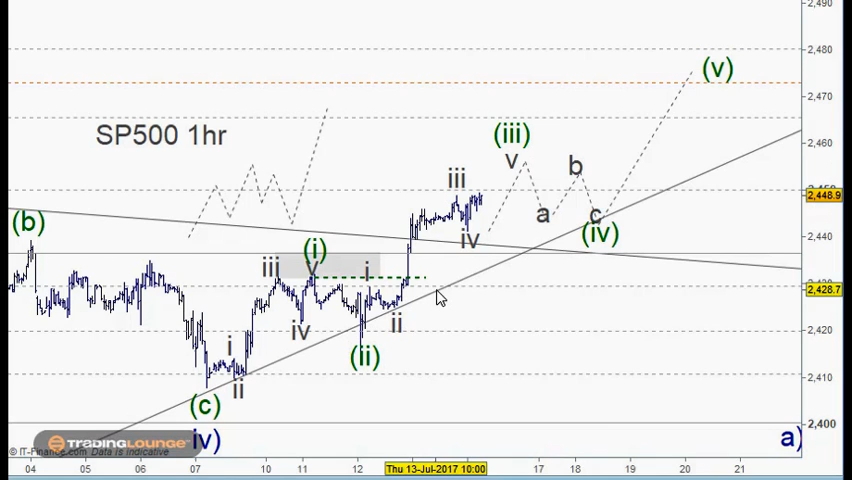 2,490
2,480
(v)
2,470
SP500 1hr
(iii)
2,460
v
b
iii
2,450
2,448.9
(b)
a
c
iv
(iv)
2,440
(i)
iii
v
i
2,430
2,428.7
i
iv
ii
2,420
(ii)
ii
2,410
(c)
2,400
TRADINGLOUNGE
iv)
a)
© IT-Finance.com Data is indicative
04 05 06 07 10 11 12 Thu 13-Jul-2017 10:00 17 18 19 20 21